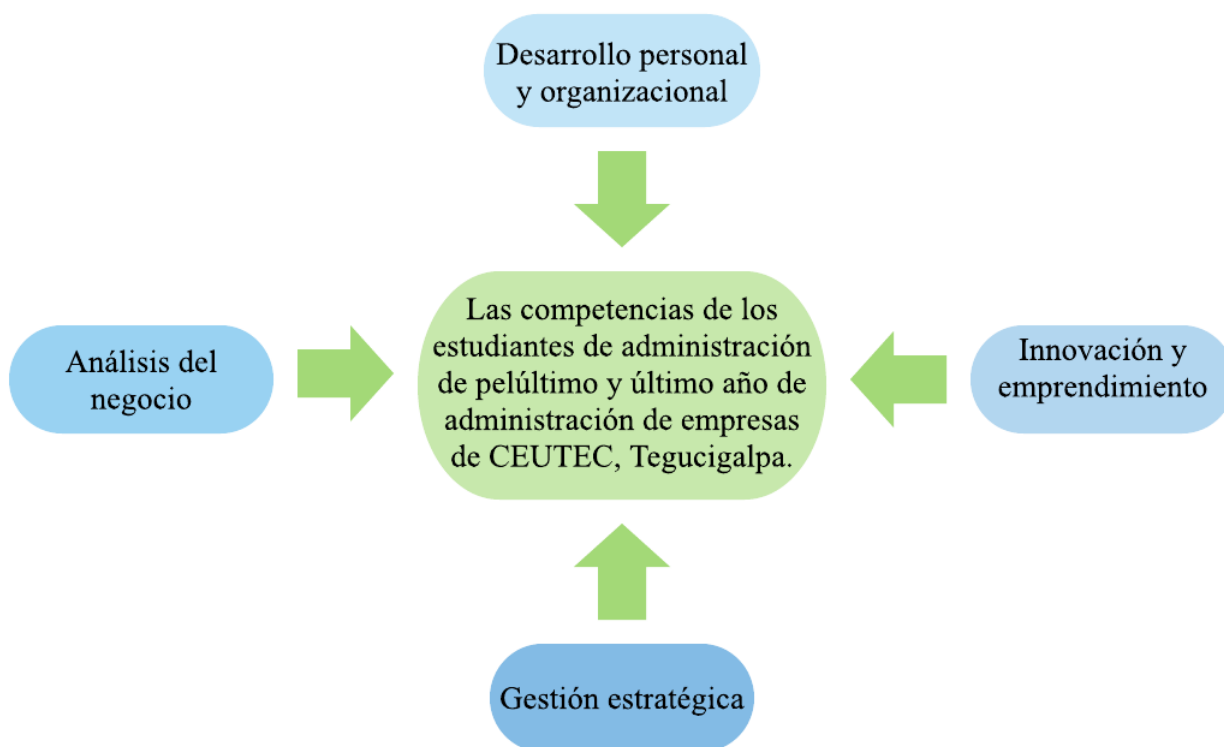 Desarrollo personal
y organizacional
Las competencias de los
estudiantes de administración
de pelúltimo y último año de
administración de empresas
de CEUTEC, Tegucigalpa.
Análisis del
negocio
Innovación y
emprendimiento
Gestión estratégica